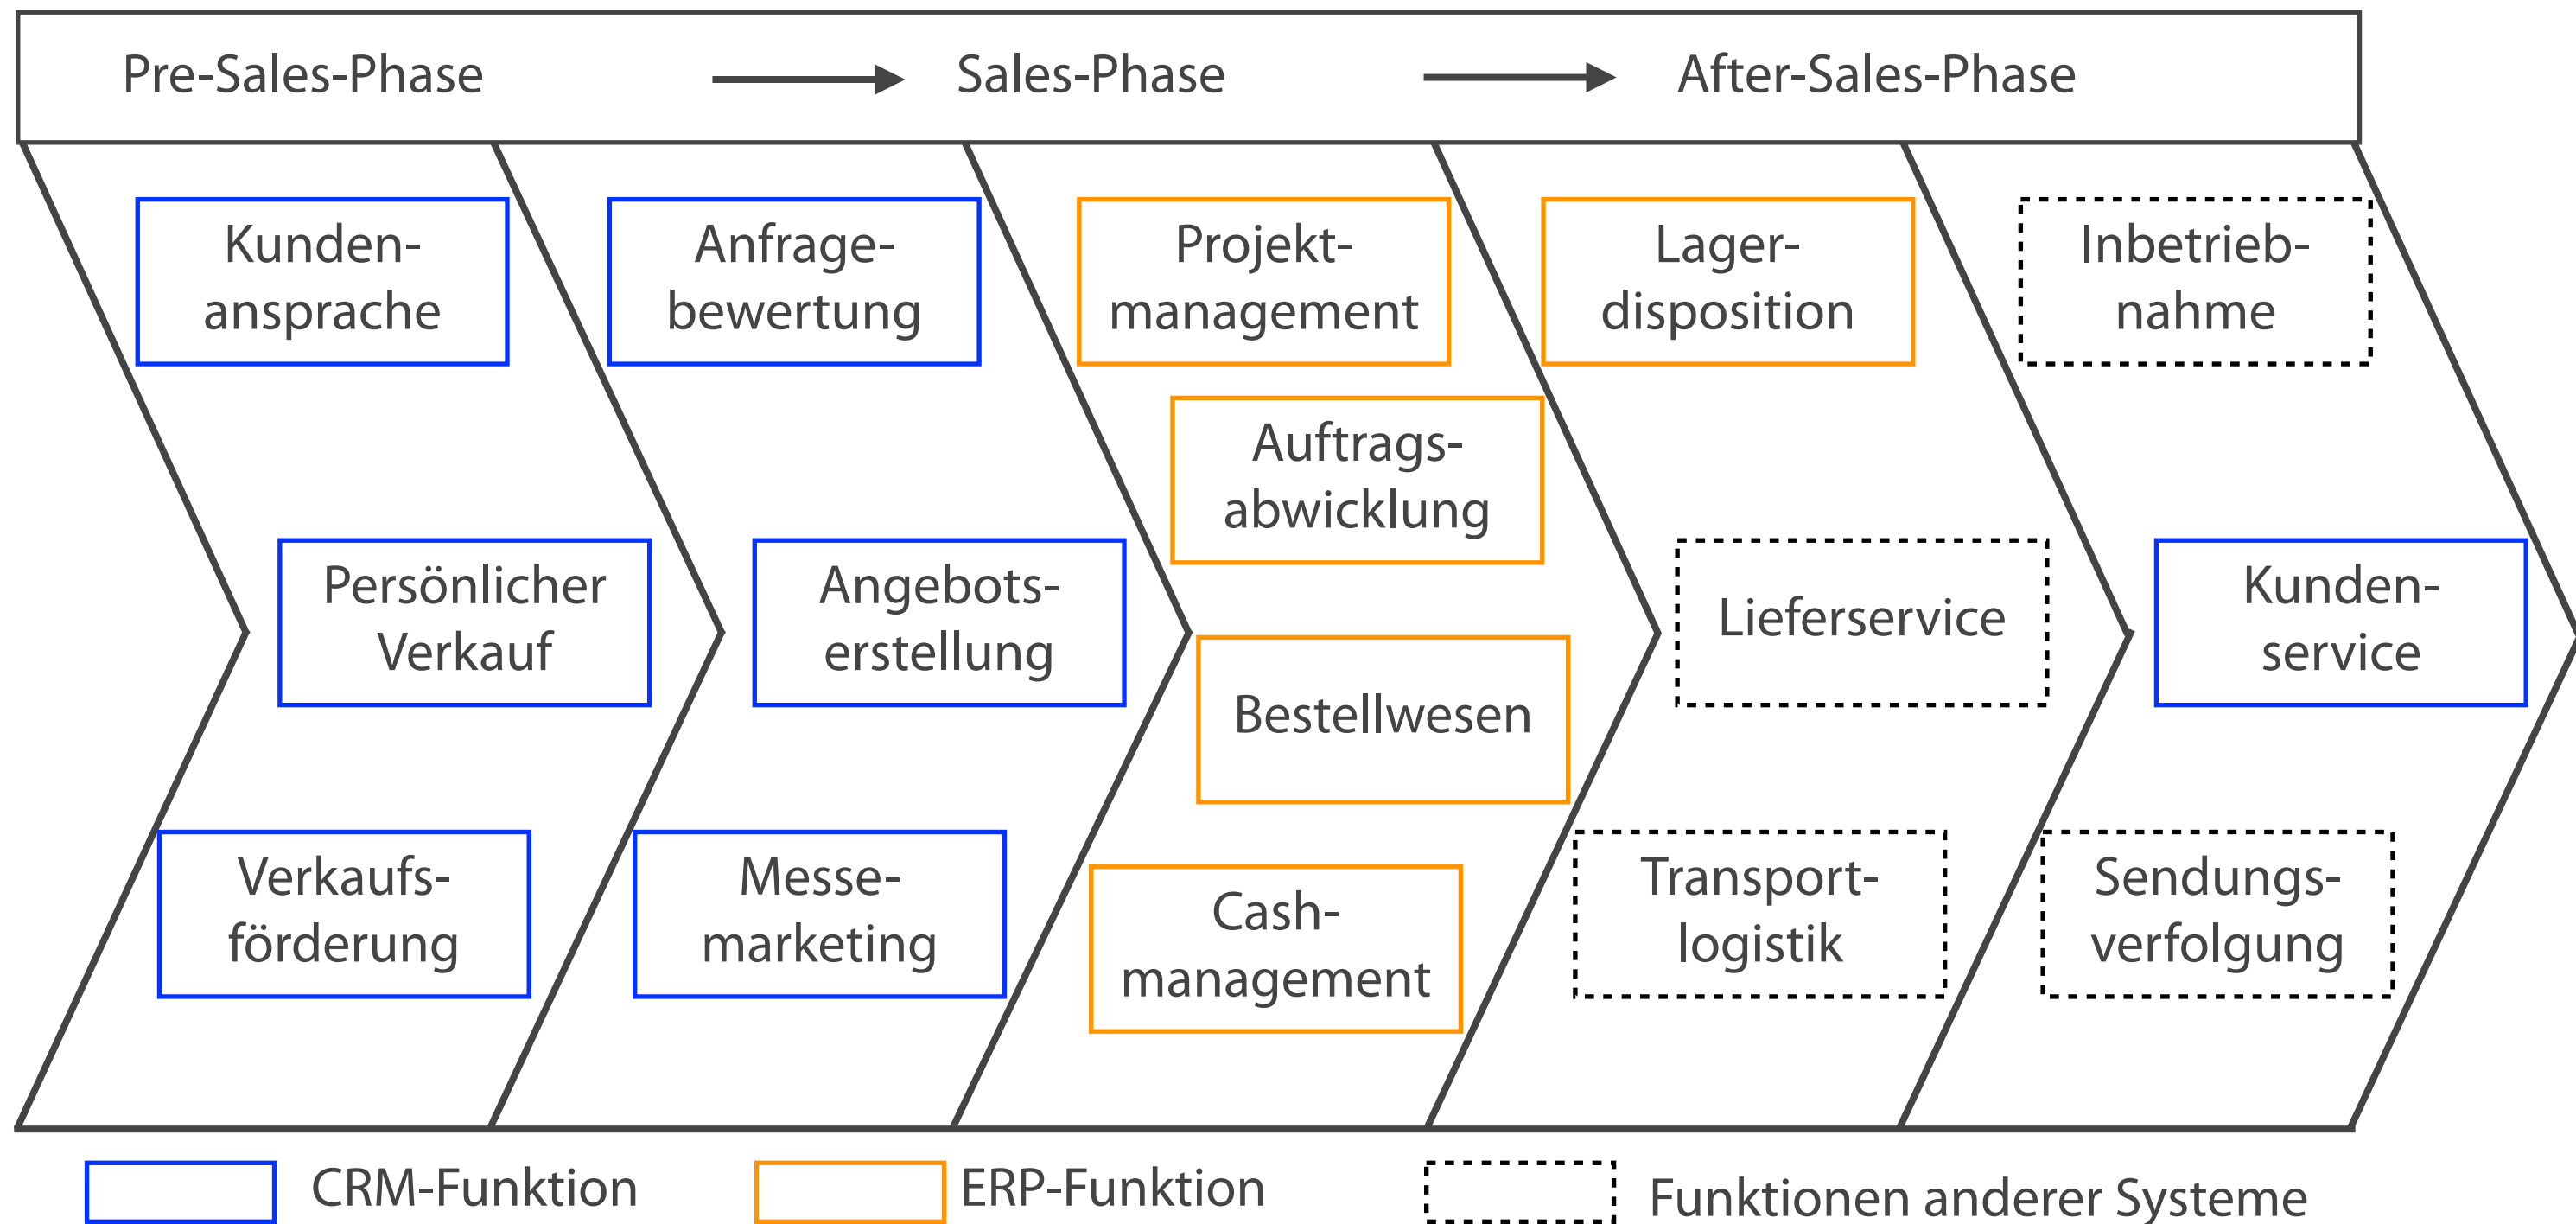 Pre-Sales-Phase
Sales-Phase
After-Sales-Phase
Kunden-
ansprache
Persönlicher
Verkauf
Verkaufs-
förderung
Anfrage-
bewertung
Angebots-
erstellung
Messe-
marketing
Projekt-
management
Auftrags-
abwicklung
Bestellwesen
Cash-
management
Lager-
disposition
Lieferservice
Transport-
logistik
Inbetrieb-
nahme
Kunden-
service
Sendungs-
verfolgung
CRM-Funktion
ERP-Funktion
Funktionen anderer Systeme